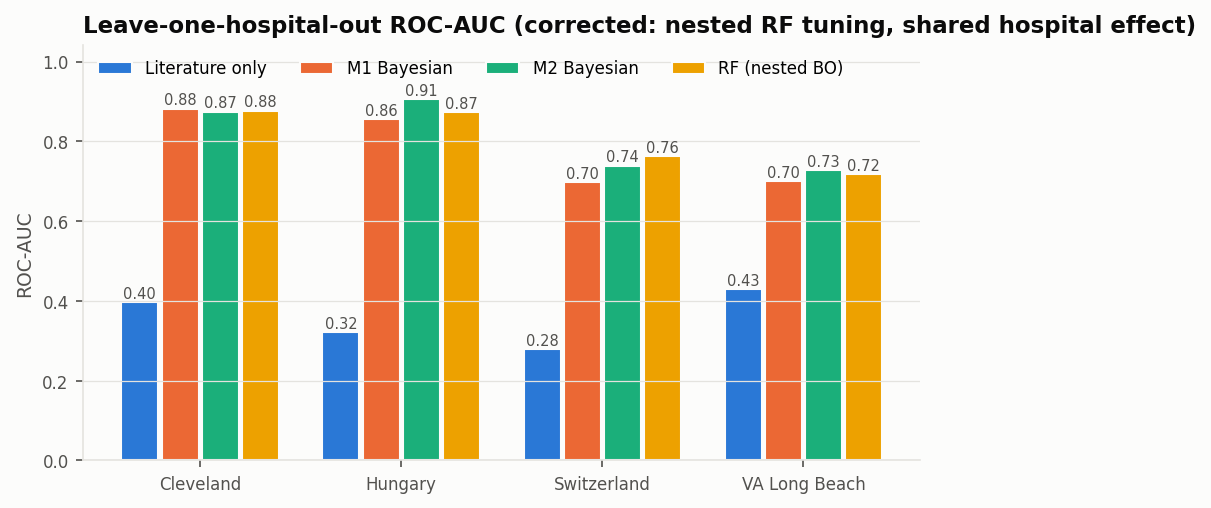 Leave-one-hospital-out ROC-AUC (corrected: nested RF tuning, shared hospital effect)
Literature only M1 Bayesian M2 Bayesian RF (nested BO)
ROC-AUC
1.0
0.8
0.6
0.4
0.2
0.0
0.40 0.88 0.87 0.88
0.32 0.86 0.91 0.87
0.28 0.70 0.74 0.76
0.43 0.70 0.73 0.72
Cleveland Hungary Switzerland VA Long Beach